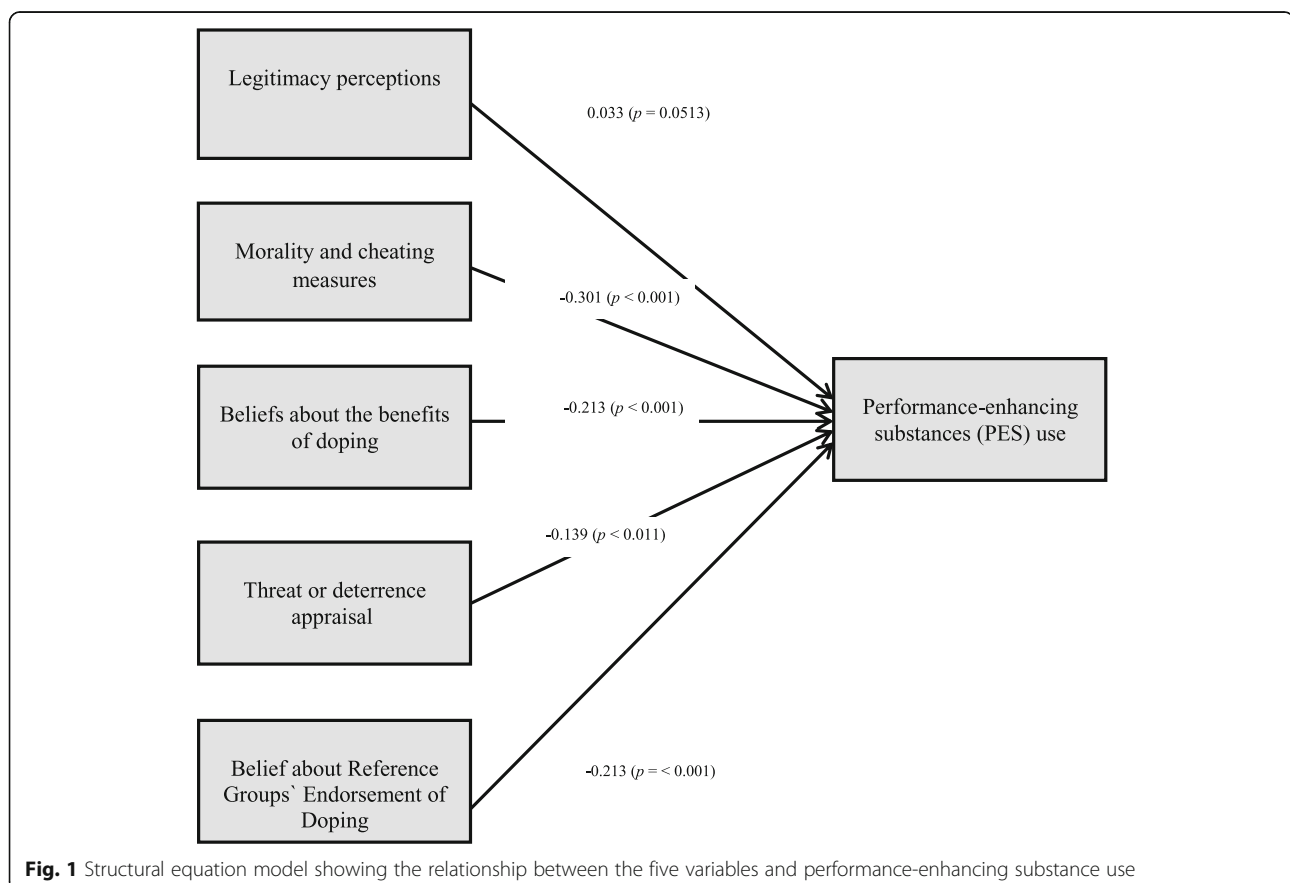 Legitimacy perceptions
0.033 (p = 0.0513)
Morality and cheating
measures
-0.301 (p < 0.001)
Beliefs about the benefits
of doping
-0.213 (p < 0.001)
Performance-enhancing
substances (PES) use
Threat or deterrence
appraisal
-0.139 (p < 0.011)
Belief about Reference
Groups` Endorsement of
Doping
-0.213 (p = < 0.001)
Fig. 1 Structural equation model showing the relationship between the five variables and performance-enhancing substance use